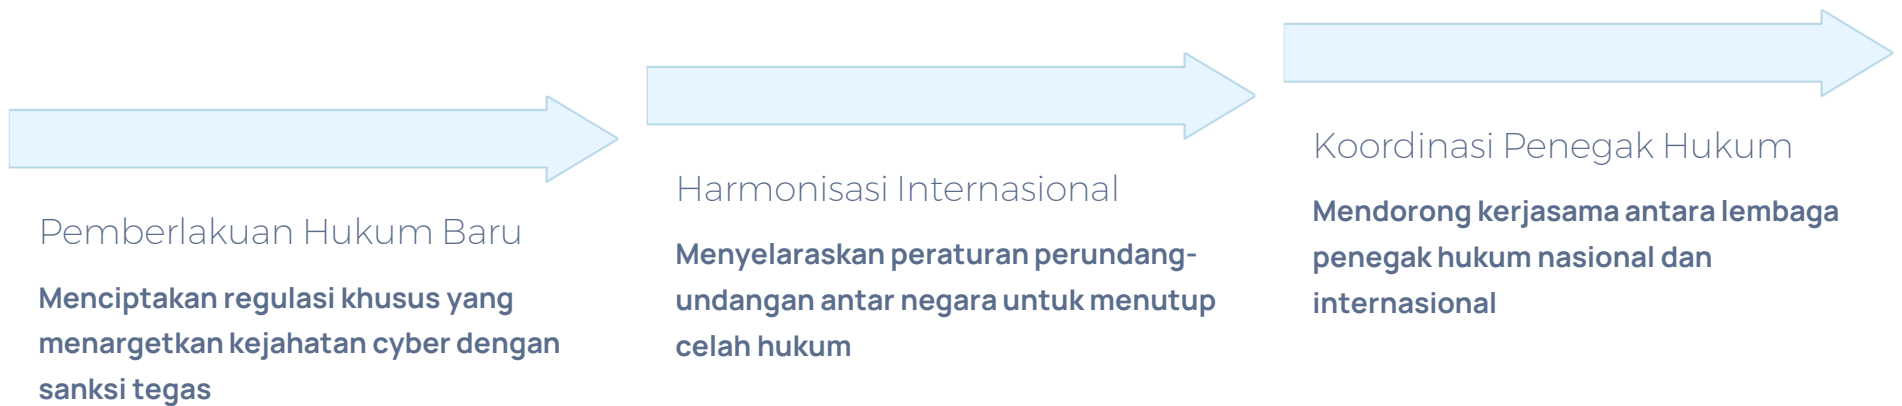 Pemberlakuan Hukum Baru
Menciptakan regulasi khusus yang
menargetkan kejahatan cyber dengan
sanksi tegas
Harmonisasi Internasional
Menyelaraskan peraturan perundang-
undangan antar negara untuk menutup
celah hukum
Koordinasi Penegak Hukum
Mendorong kerjasama antara lembaga
penegak hukum nasional dan
internasional